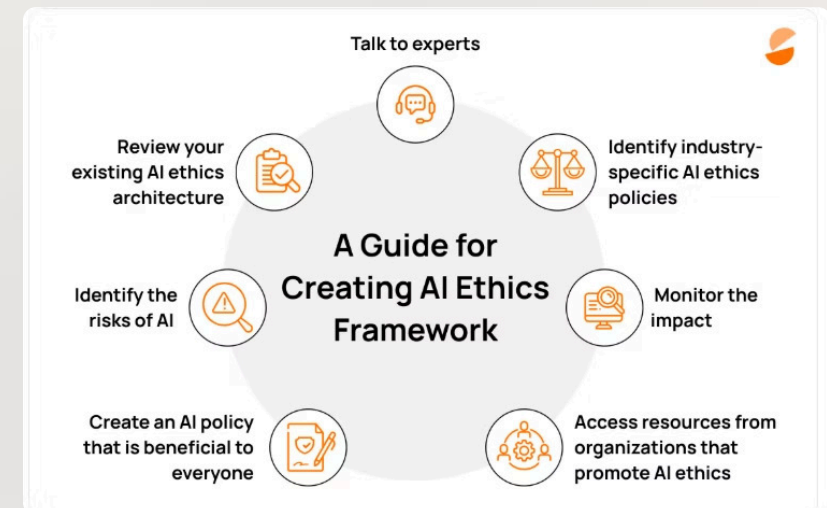 Talk to experts
Review your
existing AI ethics
architecture
Identify industry-
specific AI ethics
policies
A Guide for
Creating AI Ethics
Framework
Identify the
risks of AI
Monitor the
impact
Create an AI policy
that is beneficial to
everyone
Access resources from
organizations that
promote AI ethics